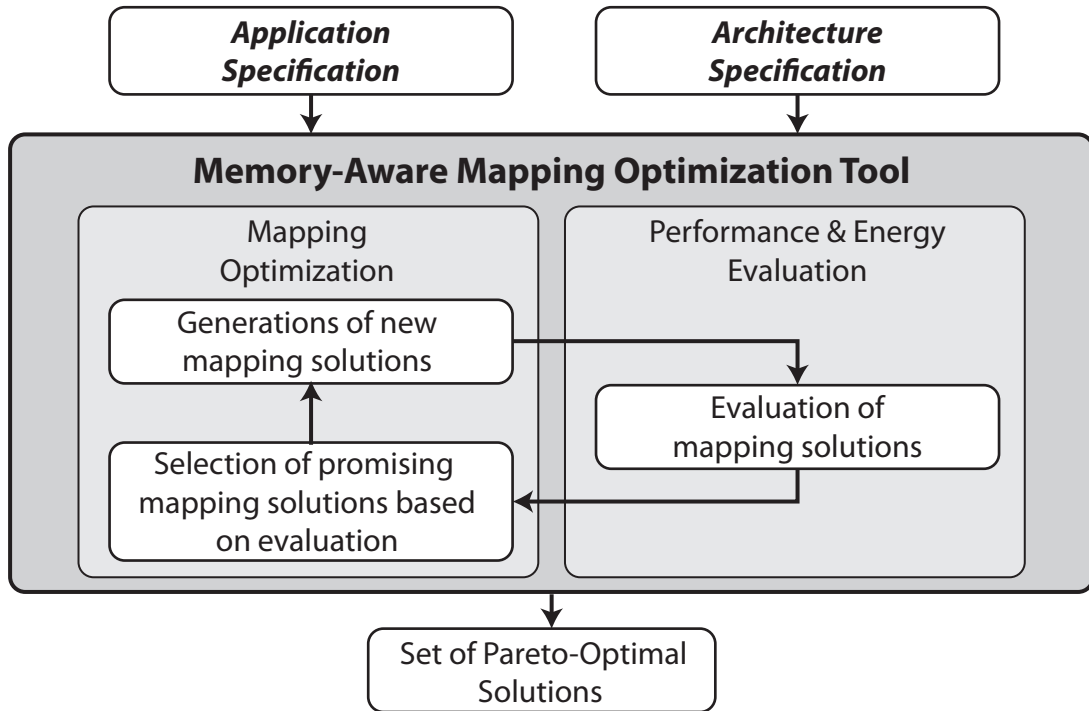 Application
Specification
Architecture
Specification
Memory-Aware Mapping Optimization Tool
Mapping
Optimization
Performance & Energy
Evaluation
Generations of new
mapping solutions
Evaluation of
mapping solutions
Selection of promising
mapping solutions based
on evaluation
Set of Pareto-Optimal
Solutions